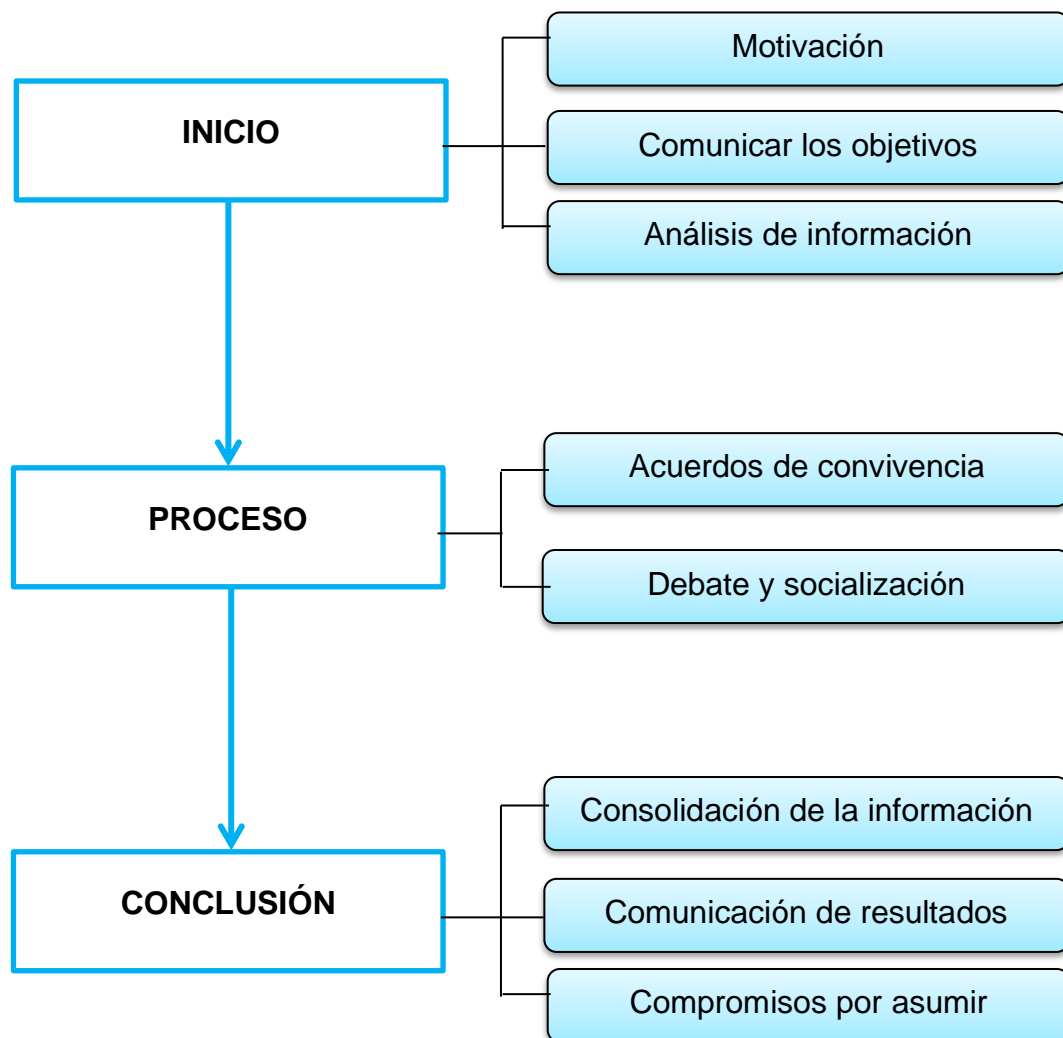 INICIO
Motivación
Comunicar los objetivos
Análisis de información
PROCESO
Acuerdos de convivencia
Debate y socialización
CONCLUSIÓN
Consolidación de la información
Comunicación de resultados
Compromisos por asumir